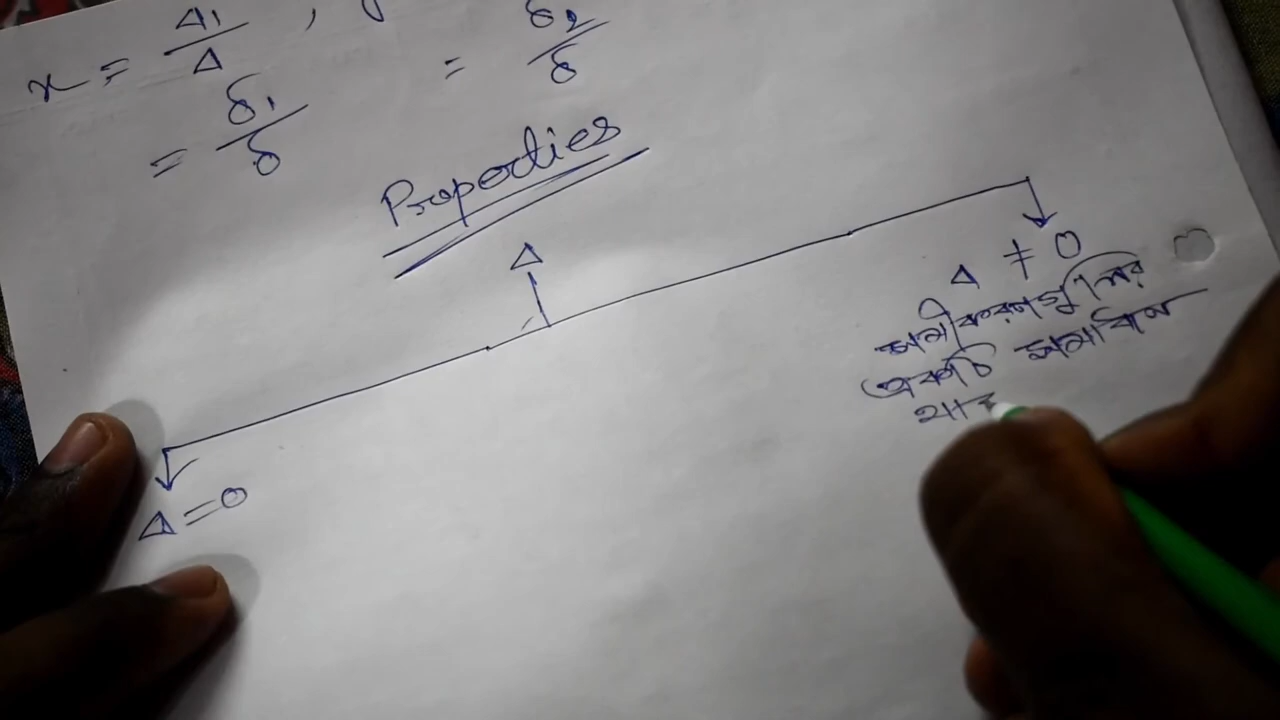 x = Δ₁/Δ ,
= δ₂/δ
= δ₁/δ
Properties
Δ
Δ ≠ 0
সমীকরণগুলির
একটি সমাধান
থাক
Δ = 0